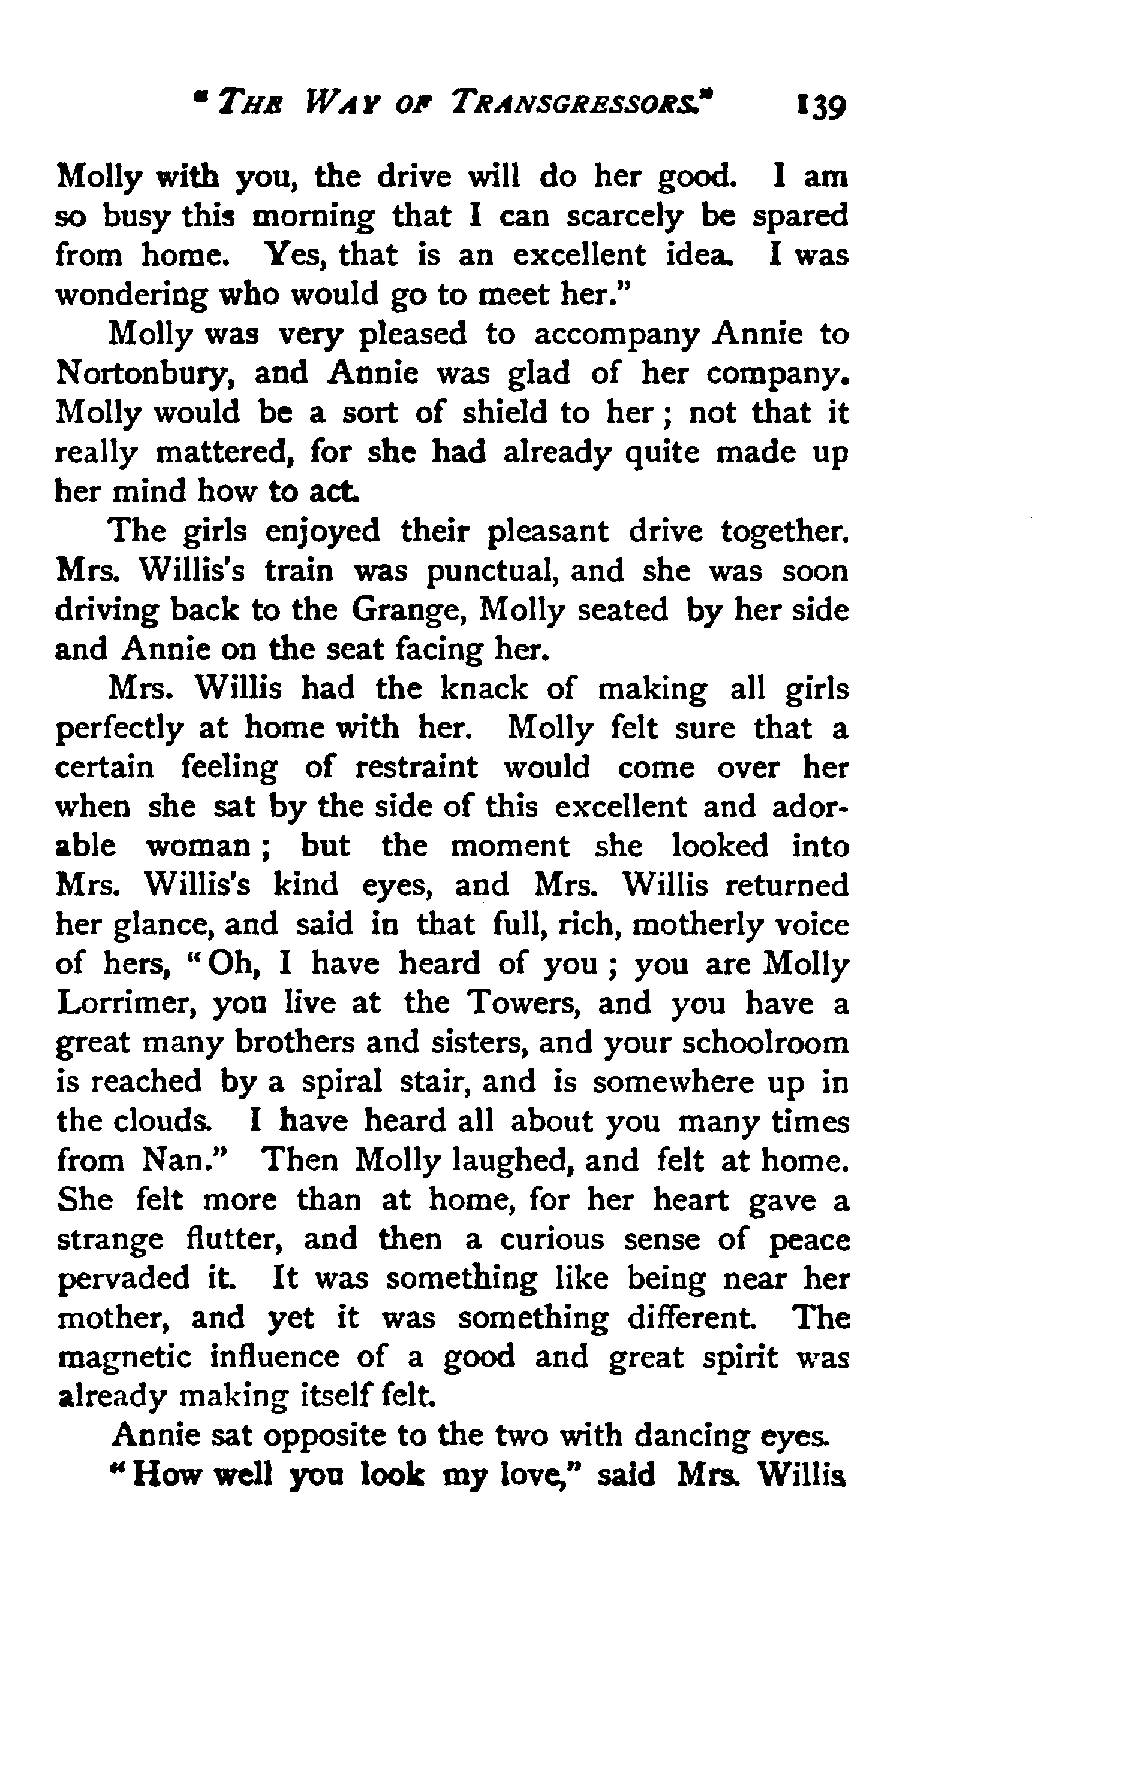 "THE WAY OF TRANSGRESSORS." 139
Molly with you, the drive will do her good. I am
so busy this morning that I can scarcely be spared
from home. Yes, that is an excellent idea. I was
wondering who would go to meet her."
Molly was very pleased to accompany Annie to
Nortonbury, and Annie was glad of her company.
Molly would be a sort of shield to her ; not that it
really mattered, for she had already quite made up
her mind how to act.
The girls enjoyed their pleasant drive together.
Mrs. Willis's train was punctual, and she was soon
driving back to the Grange, Molly seated by her side
and Annie on the seat facing her.
Mrs. Willis had the knack of making all girls
perfectly at home with her. Molly felt sure that a
certain feeling of restraint would come over her
when she sat by the side of this excellent and ador-
able woman ; but the moment she looked into
Mrs. Willis's kind eyes, and Mrs. Willis returned
her glance, and said in that full, rich, motherly voice
of hers, "Oh, I have heard of you ; you are Molly
Lorrimer, you live at the Towers, and you have a
great many brothers and sisters, and your schoolroom
is reached by a spiral stair, and is somewhere up in
the clouds. I have heard all about you many times
from Nan." Then Molly laughed, and felt at home.
She felt more than at home, for her heart gave a
strange flutter, and then a curious sense of peace
pervaded it. It was something like being near her
mother, and yet it was something different. The
magnetic influence of a good and great spirit was
already making itself felt.
Annie sat opposite to the two with dancing eyes.
"How well you look my love," said Mrs. Willis.